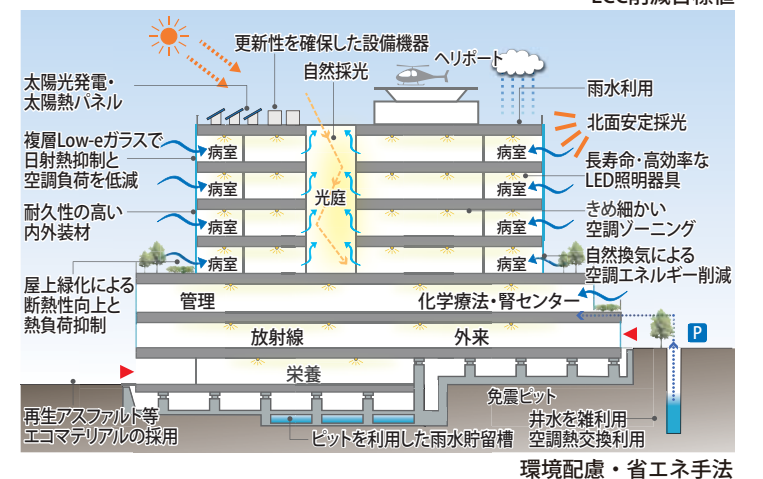 LCC削減目標値
更新性を確保した設備機器
自然採光
ヘリポート
太陽光発電・
太陽熱パネル
雨水利用
北面安定採光
複層Low-eガラスで
日射熱抑制と
空調負荷を低減
病室
病室
長寿命・高効率な
LED照明器具
病室
病室
光庭
耐久性の高い
内外装材
きめ細かい
空調ゾーニング
病室
病室
自然換気による
空調エネルギー削減
病室
病室
屋上緑化による
断熱性向上と
熱負荷抑制
管理
化学療法・腎センター
放射線
外来
P
栄養
免震ピット
再生アスファルト等
エコマテリアルの採用
ピットを利用した雨水貯留槽
井水を雑利用
空調熱交換利用
環境配慮・省エネ手法